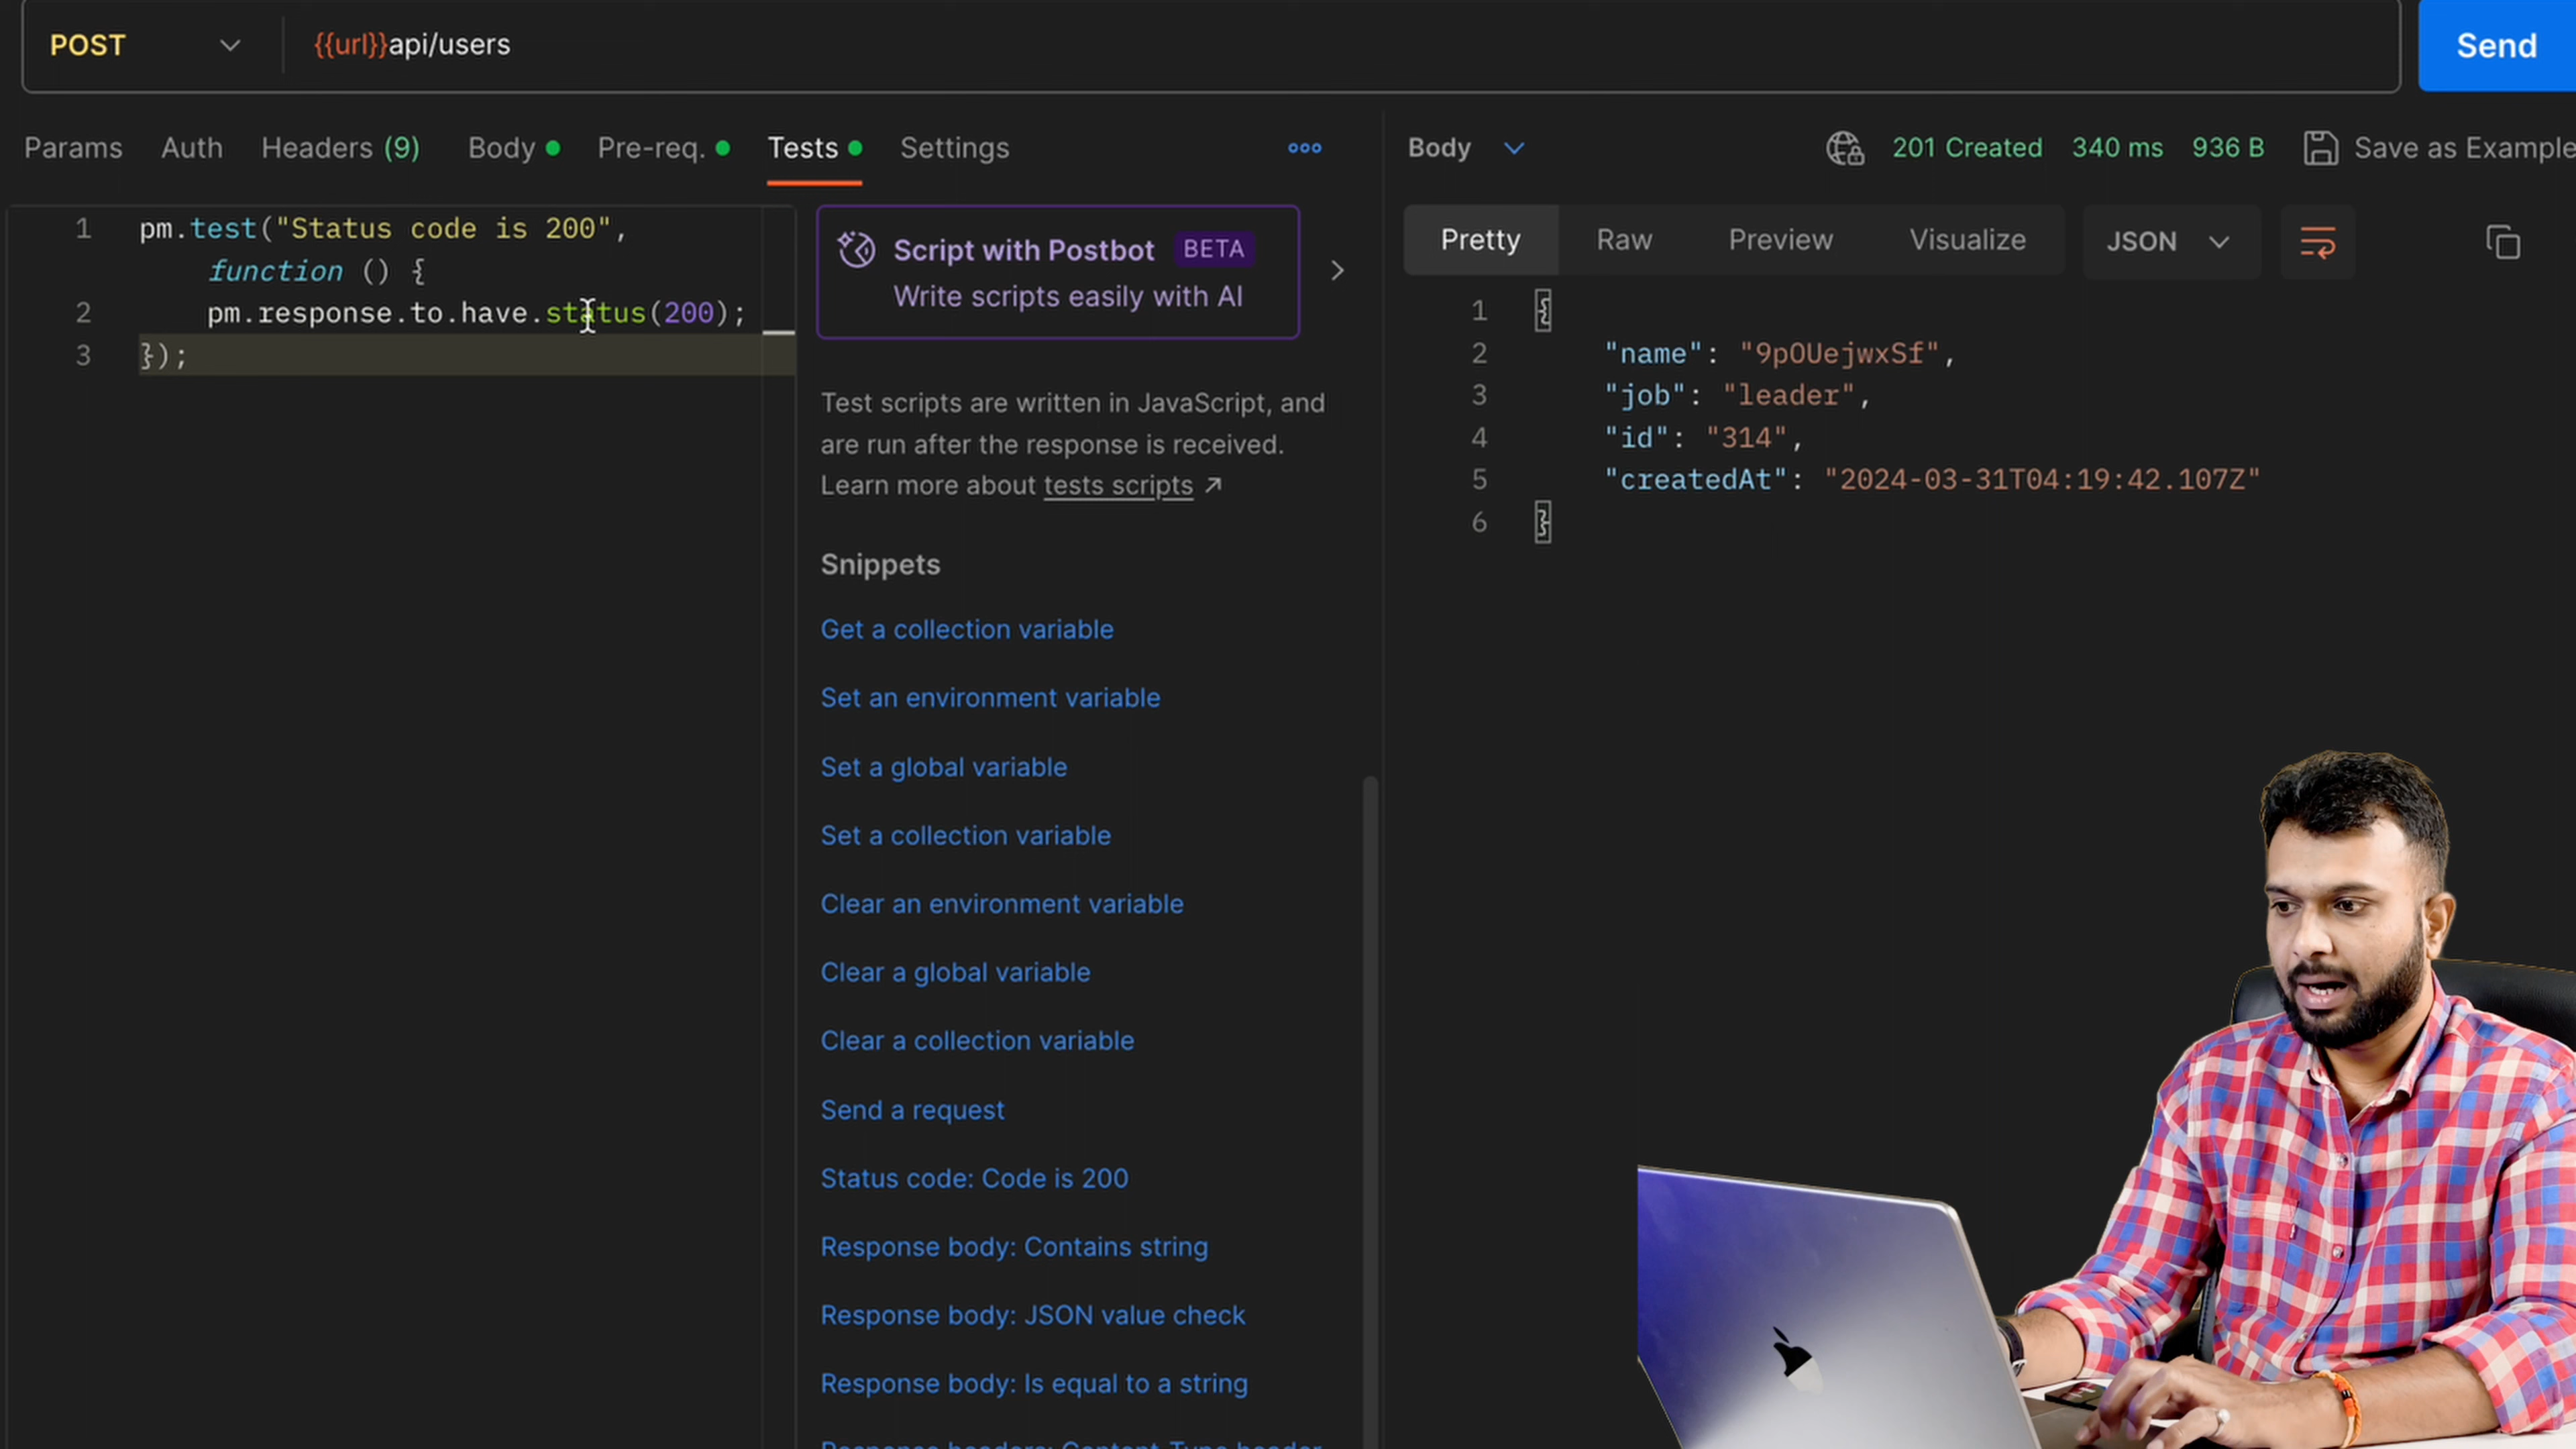 POST
{{url}}api/users
Send
Params Auth Headers (9) Body Pre-req. Tests Settings
1 pm.test("Status code is 200",
function () {
2 pm.response.to.have.status(200);
3 });
Script with Postbot BETA
Write scripts easily with AI
Test scripts are written in JavaScript, and
are run after the response is received.
Learn more about tests scripts ↗
Snippets
Get a collection variable
Set an environment variable
Set a global variable
Set a collection variable
Clear an environment variable
Clear a global variable
Clear a collection variable
Send a request
Status code: Code is 200
Response body: Contains string
Response body: JSON value check
Response body: Is equal to a string
Response headers: Content-Type header
Body 201 Created 340 ms 936 B Save as Example
Pretty Raw Preview Visualize JSON
1 {
2 "name": "9pOUejwxSf",
3 "job": "leader",
4 "id": "314",
5 "createdAt": "2024-03-31T04:19:42.107Z"
6 }